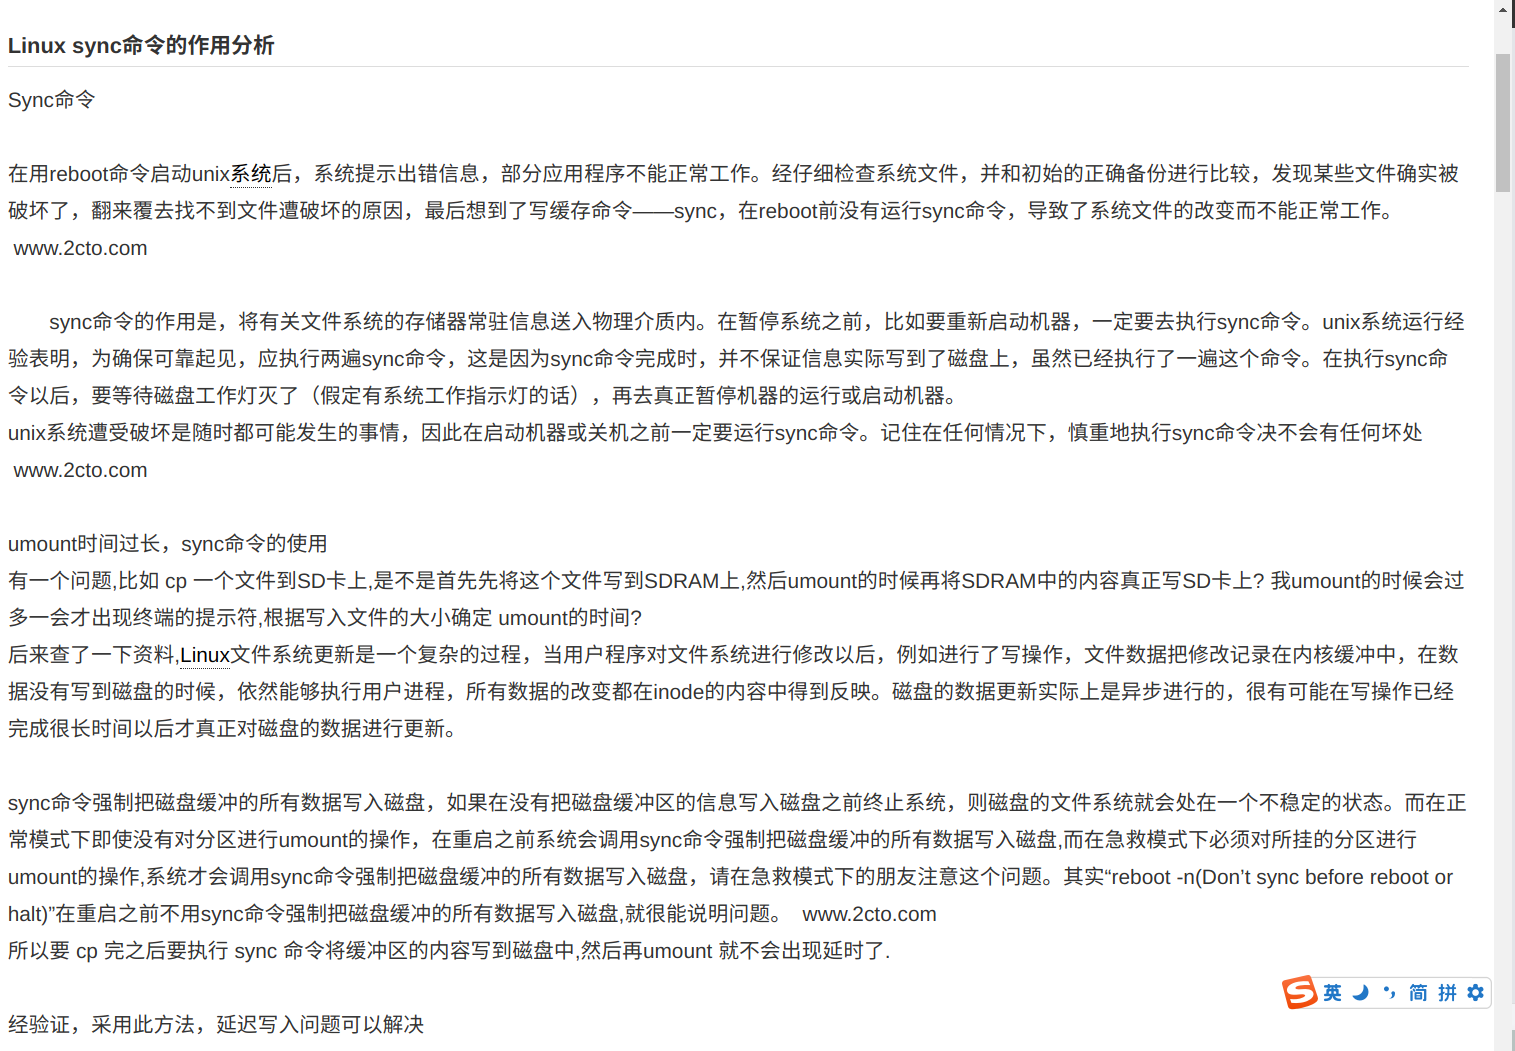 Linux sync命令的作用分析
Sync命令
在用reboot命令启动unix系统后，系统提示出错信息，部分应用程序不能正常工作。经仔细检查系统文件，并和初始的正确备份进行比较，发现某些文件确实被
破坏了，翻来覆去找不到文件遭破坏的原因，最后想到了写缓存命令——sync，在reboot前没有运行sync命令，导致了系统文件的改变而不能正常工作。
www.2cto.com
sync命令的作用是，将有关文件系统的存储器常驻信息送入物理介质内。在暂停系统之前，比如要重新启动机器，一定要去执行sync命令。unix系统运行经
验表明，为确保可靠起见，应执行两遍sync命令，这是因为sync命令完成时，并不保证信息实际写到了磁盘上，虽然已经执行了一遍这个命令。在执行sync命
令以后，要等待磁盘工作灯灭了（假定有系统工作指示灯的话），再去真正暂停机器的运行或启动机器。
unix系统遭受破坏是随时都可能发生的事情，因此在启动机器或关机之前一定要运行sync命令。记住在任何情况下，慎重地执行sync命令决不会有任何坏处
www.2cto.com
umount时间过长，sync命令的使用
有一个问题,比如 cp 一个文件到SD卡上,是不是首先先将这个文件写到SDRAM上,然后umount的时候再将SDRAM中的内容真正写SD卡上? 我umount的时候会过
多一会才出现终端的提示符,根据写入文件的大小确定 umount的时间?
后来查了一下资料,Linux文件系统更新是一个复杂的过程，当用户程序对文件系统进行修改以后，例如进行了写操作，文件数据把修改记录在内核缓冲中，在数
据没有写到磁盘的时候，依然能够执行用户进程，所有数据的改变都在inode的内容中得到反映。磁盘的数据更新实际上是异步进行的，很有可能在写操作已经
完成很长时间以后才真正对磁盘的数据进行更新。
sync命令强制把磁盘缓冲的所有数据写入磁盘，如果在没有把磁盘缓冲区的信息写入磁盘之前终止系统，则磁盘的文件系统就会处在一个不稳定的状态。而在正
常模式下即使没有对分区进行umount的操作，在重启之前系统会调用sync命令强制把磁盘缓冲的所有数据写入磁盘,而在急救模式下必须对所挂的分区进行
umount的操作,系统才会调用sync命令强制把磁盘缓冲的所有数据写入磁盘，请在急救模式下的朋友注意这个问题。其实“reboot -n(Don’t sync before reboot or
halt)”在重启之前不用sync命令强制把磁盘缓冲的所有数据写入磁盘,就很能说明问题。 www.2cto.com
所以要 cp 完之后要执行 sync 命令将缓冲区的内容写到磁盘中,然后再umount 就不会出现延时了.
S 英 简 拼
经验证，采用此方法，延迟写入问题可以解决